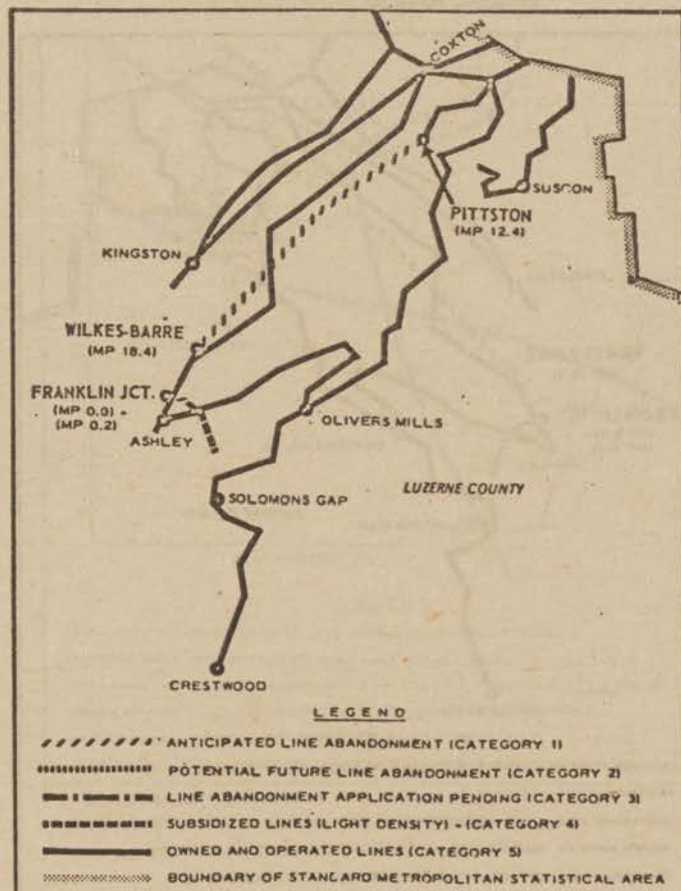 COXTON
SUSCON
PITTSTON
(MP 12.4)
KINGSTON
WILKES-BARRE
(MP 18.4)
FRANKLIN JCT.
(MP 0.0) -
(MP 0.2)
ASHLEY
OLIVERS MILLS
LUZERNE COUNTY
SOLOMONS GAP
CRESTWOOD
LEGEND
ANTICIPATED LINE ABANDONMENT (CATEGORY 1)
POTENTIAL FUTURE LINE ABANDONMENT (CATEGORY 2)
LINE ABANDONMENT APPLICATION PENDING (CATEGORY 3)
SUBSIDIZED LINES (LIGHT DENSITY) - (CATEGORY 4)
OWNED AND OPERATED LINES (CATEGORY 5)
BOUNDARY OF STANDARD METROPOLITAN STATISTICAL AREA